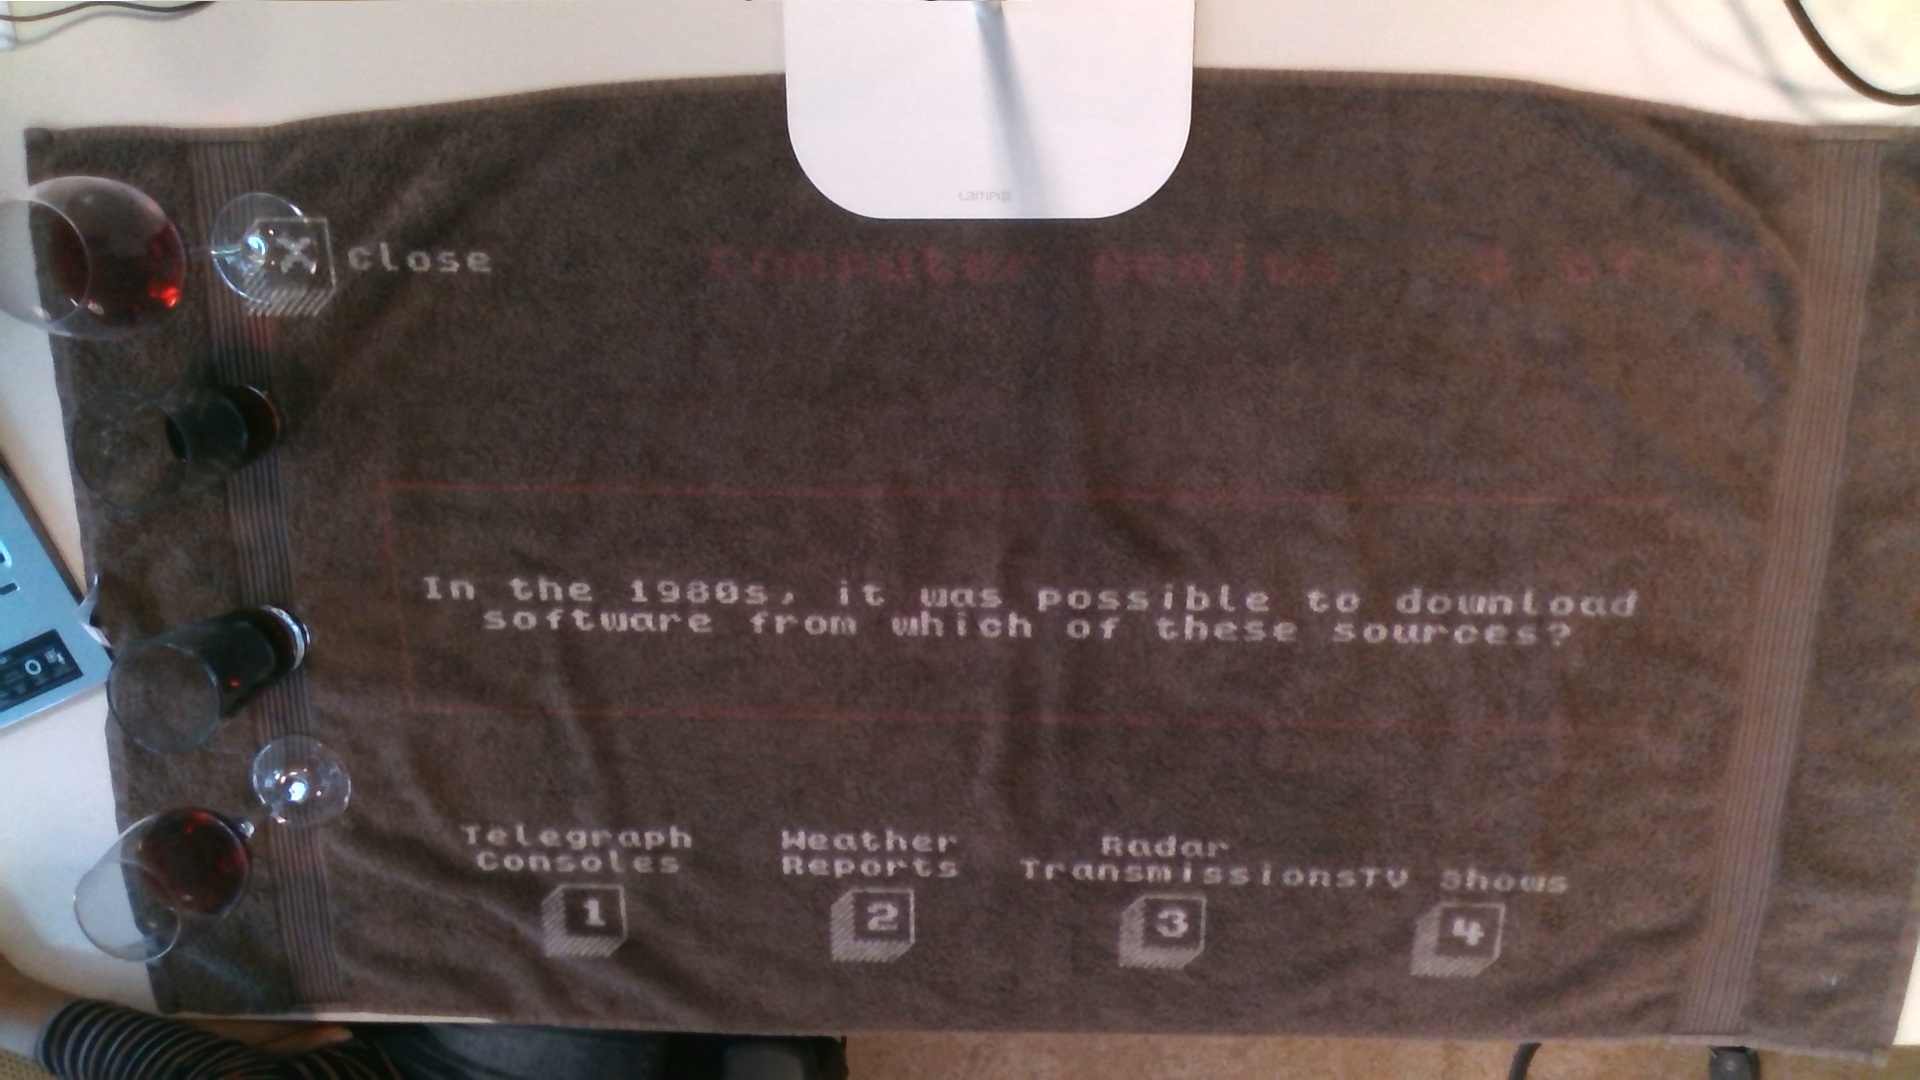 Lampix
X Close
Computer Genius 3 of
In the 1980s, it was possible to download
software from which of these sources?
Telegraph
Consoles
1
Weather
Reports
2
Radar
Transmissions
3
TV Shows
4